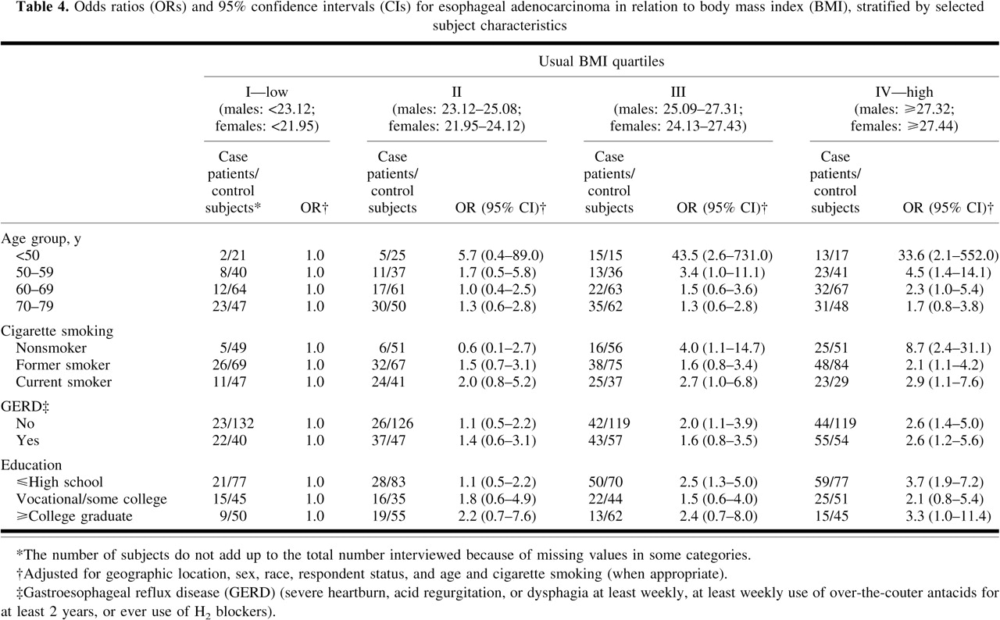 Table 4. Odds ratios (ORs) and 95% confidence intervals (CIs) for esophageal adenocarcinoma in relation to body mass index (BMI), stratified by selected
subject characteristics
Usual BMI quartiles
I—low II III IV—high
(males: <23.12; (males: 23.12–25.08; (males: 25.09–27.31; (males: ⩾27.32;
females: <21.95) females: 21.95–24.12) females: 24.13–27.43) females: ⩾27.44)
Case Case Case Case
patients/ patients/ patients/ patients/
control control control control
subjects* OR† subjects OR (95% CI)† subjects OR (95% CI)† subjects OR (95% CI)†
Age group, y
<50 2/21 1.0 5/25 5.7 (0.4–89.0) 15/15 43.5 (2.6–731.0) 13/17 33.6 (2.1–552.0)
50–59 8/40 1.0 11/37 1.7 (0.5–5.8) 13/36 3.4 (1.0–11.1) 23/41 4.5 (1.4–14.1)
60–69 12/64 1.0 17/61 1.0 (0.4–2.5) 22/63 1.5 (0.6–3.6) 32/67 2.3 (1.0–5.4)
70–79 23/47 1.0 30/50 1.3 (0.6–2.8) 35/62 1.3 (0.6–2.8) 31/48 1.7 (0.8–3.8)
Cigarette smoking
Nonsmoker 5/49 1.0 6/51 0.6 (0.1–2.7) 16/56 4.0 (1.1–14.7) 25/51 8.7 (2.4–31.1)
Former smoker 26/69 1.0 32/67 1.5 (0.7–3.1) 38/75 1.6 (0.8–3.4) 48/84 2.1 (1.1–4.2)
Current smoker 11/47 1.0 24/41 2.0 (0.8–5.2) 25/37 2.7 (1.0–6.8) 23/29 2.9 (1.1–7.6)
GERD‡
No 23/132 1.0 26/126 1.1 (0.5–2.2) 42/119 2.0 (1.1–3.9) 44/119 2.6 (1.4–5.0)
Yes 22/40 1.0 37/47 1.4 (0.6–3.1) 43/57 1.6 (0.8–3.5) 55/54 2.6 (1.2–5.6)
Education
⩽High school 21/77 1.0 28/83 1.1 (0.5–2.2) 50/70 2.5 (1.3–5.0) 59/77 3.7 (1.9–7.2)
Vocational/some college 15/45 1.0 16/35 1.8 (0.6–4.9) 22/44 1.5 (0.6–4.0) 25/51 2.1 (0.8–5.4)
⩾College graduate 9/50 1.0 19/55 2.2 (0.7–7.6) 13/62 2.4 (0.7–8.0) 15/45 3.3 (1.0–11.4)
*The number of subjects do not add up to the total number interviewed because of missing values in some categories.
†Adjusted for geographic location, sex, race, respondent status, and age and cigarette smoking (when appropriate).
‡Gastroesophageal reflux disease (GERD) (severe heartburn, acid regurgitation, or dysphagia at least weekly, at least weekly use of over-the-couter antacids for
at least 2 years, or ever use of H2 blockers).